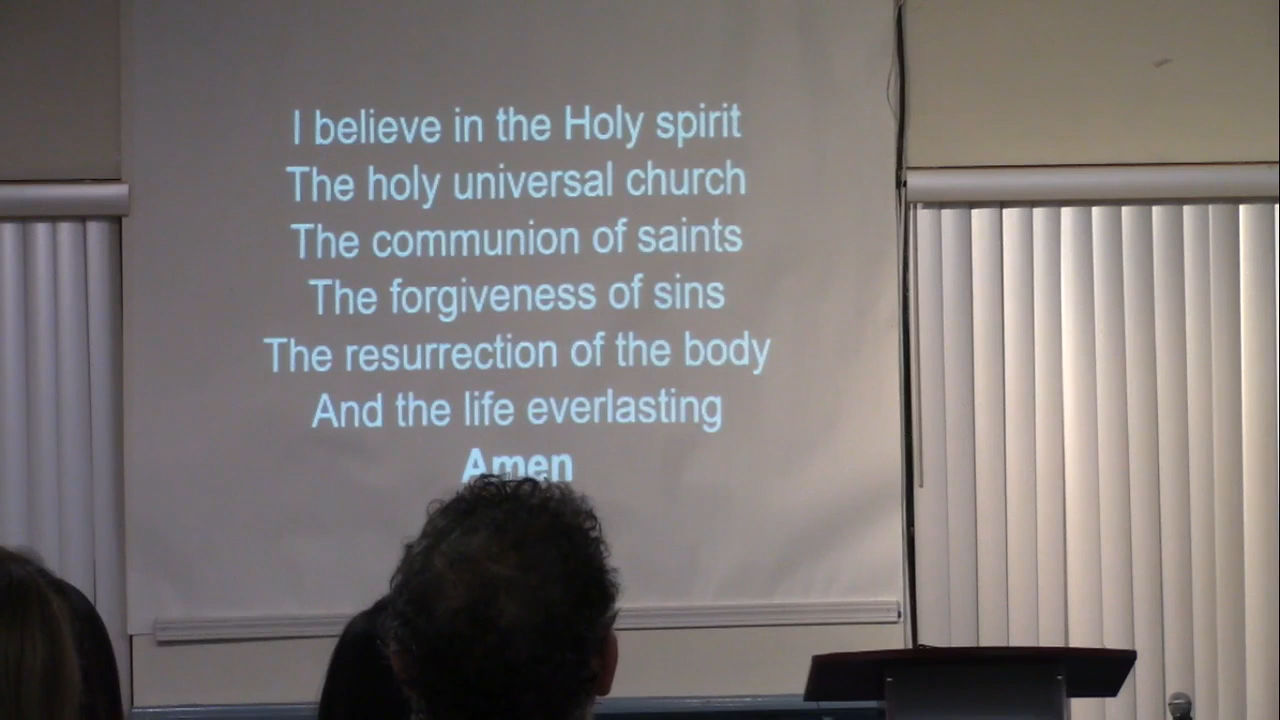 I believe in the Holy spirit
The holy universal church
The communion of saints
The forgiveness of sins
The resurrection of the body
And the life everlasting
Amen